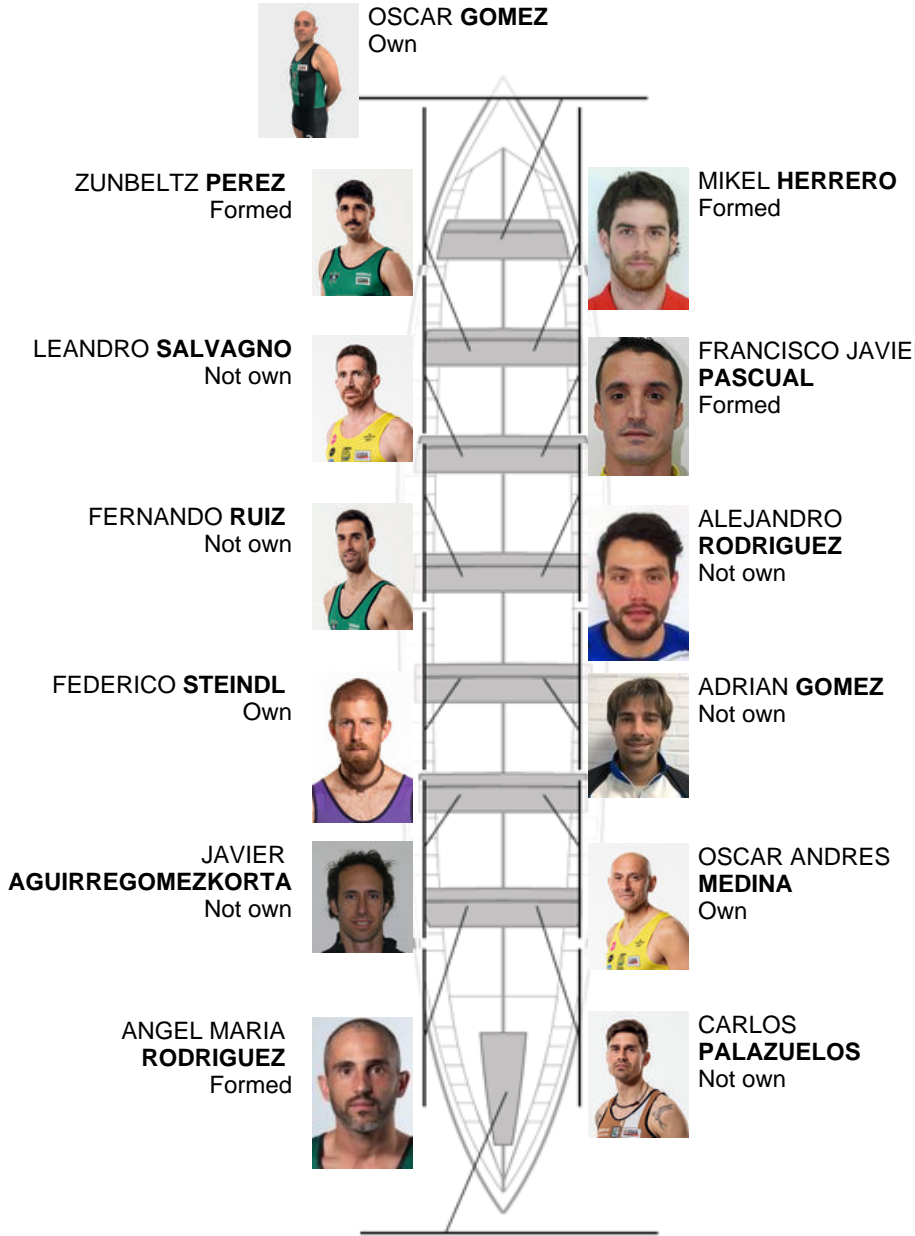 OSCAR GOMEZ
Own
ZUNBELTZ PEREZ
Formed
MIKEL HERRERO
Formed
LEANDRO SALVAGNO
Not own
FRANCISCO JAVIER
PASCUAL
Formed
FERNANDO RUIZ
Not own
ALEJANDRO
RODRIGUEZ
Not own
FEDERICO STEINDL
Own
ADRIAN GOMEZ
Not own
JAVIER
AGUIRREGOMEZKORTA
Not own
OSCAR ANDRES
MEDINA
Own
ANGEL MARIA
RODRIGUEZ
Formed
CARLOS
PALAZUELOS
Not own